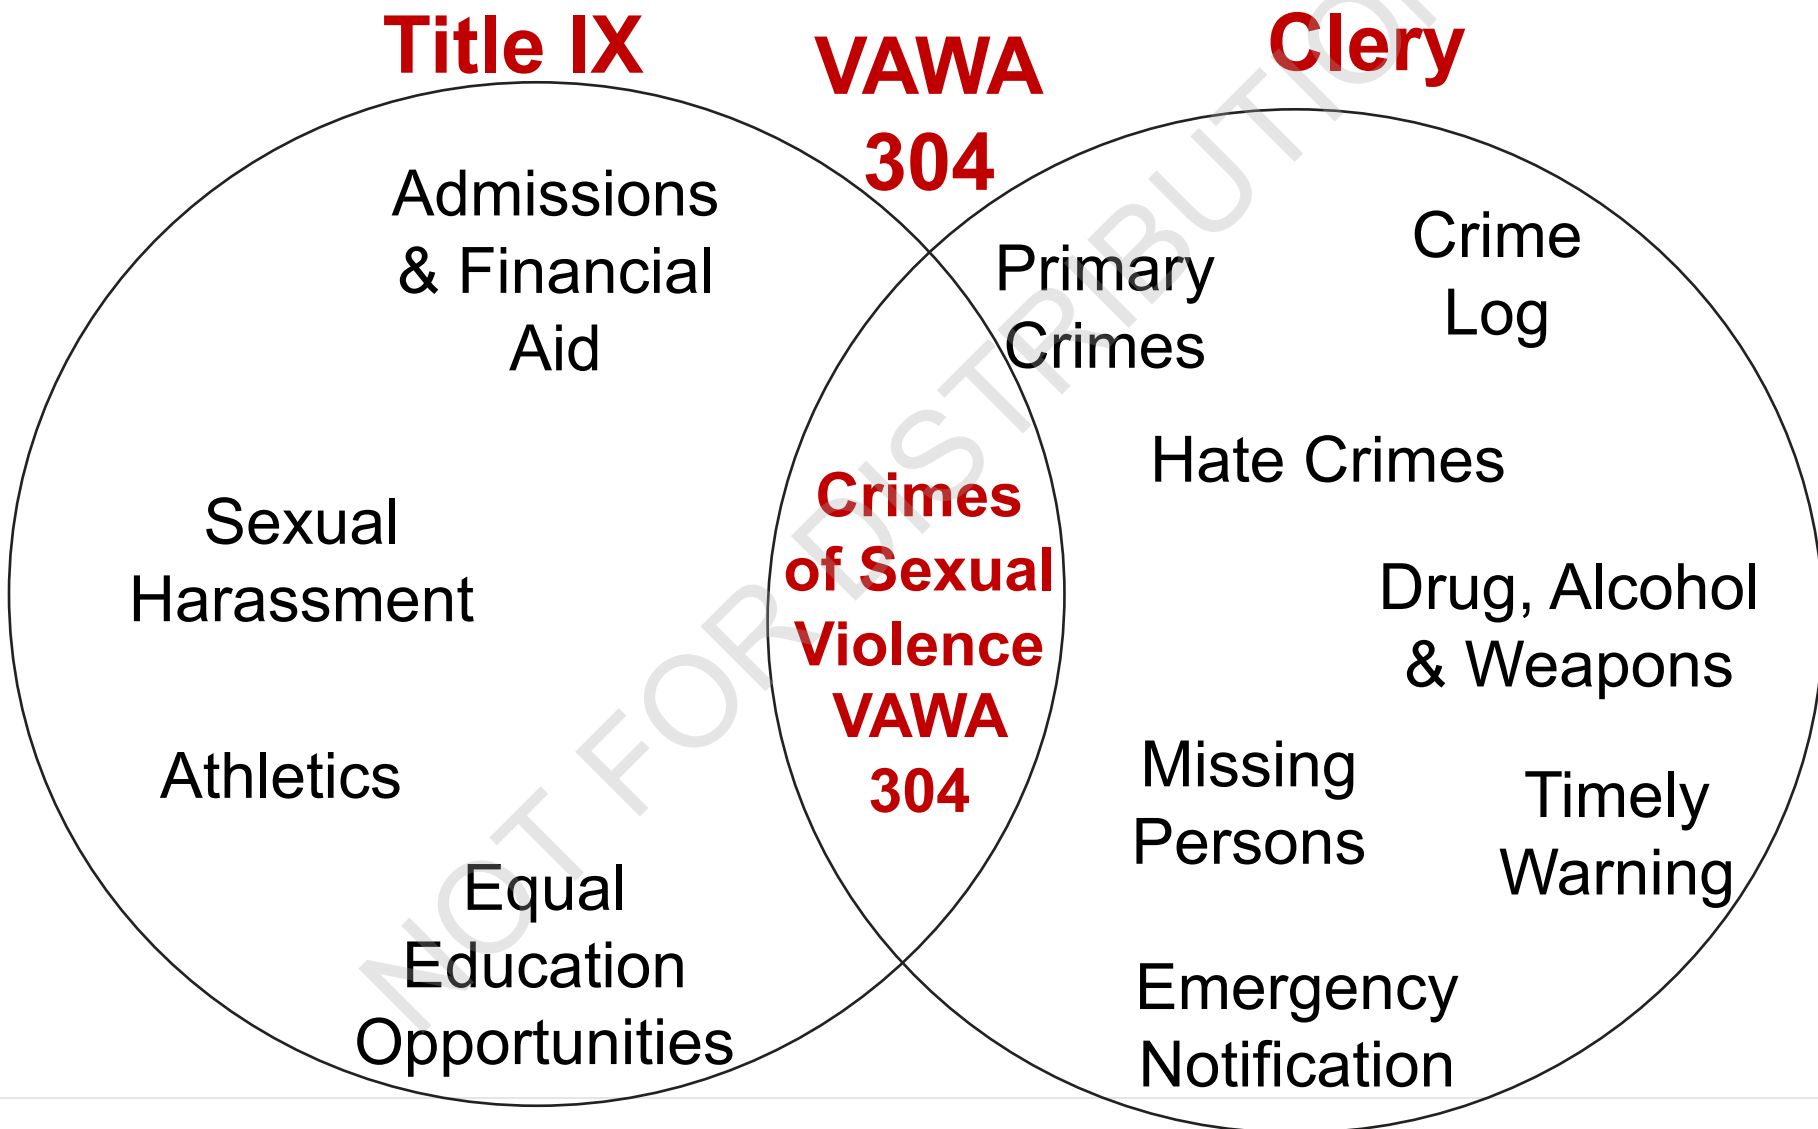 Title IX
VAWA
304
Clery
Admissions
& Financial
Aid
Sexual
Harassment
Athletics
Equal
Education
Opportunities
Crimes
of Sexual
Violence
VAWA
304
Primary
Crimes
Crime
Log
Hate Crimes
Drug, Alcohol
& Weapons
Missing
Persons
Timely
Warning
Emergency
Notification
NOT FOR DISTRIBUTION